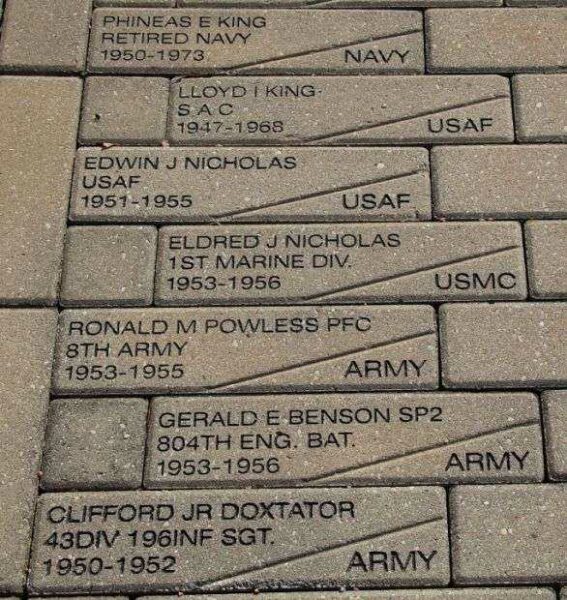 PHINEAS E KING
RETIRED NAVY
1950-1973 NAVY
LLOYD I KING
S A C
1947-1968 USAF
EDWIN J NICHOLAS
USAF
1951-1955 USAF
ELDRED J NICHOLAS
1ST MARINE DIV.
1953-1956 USMC
RONALD M POWLESS PFC
8TH ARMY
1953-1955 ARMY
GERALD E BENSON SP2
804TH ENG. BAT.
1953-1956 ARMY
CLIFFORD JR DOXTATOR
43DIV 196INF SGT.
1950-1952 ARMY